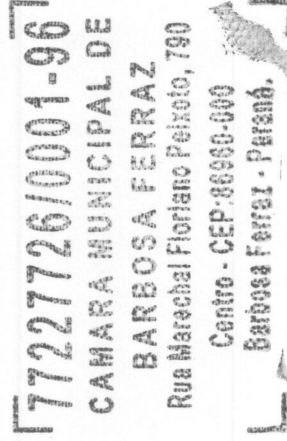 77227726/0001-96
CAMARA MUNICIPAL DE
BARBOSA FERRAZ
Rua Marechal Floriano Peixoto, 790
Centro - CEP: 86960-000
Barbosa Ferraz - Paraná.